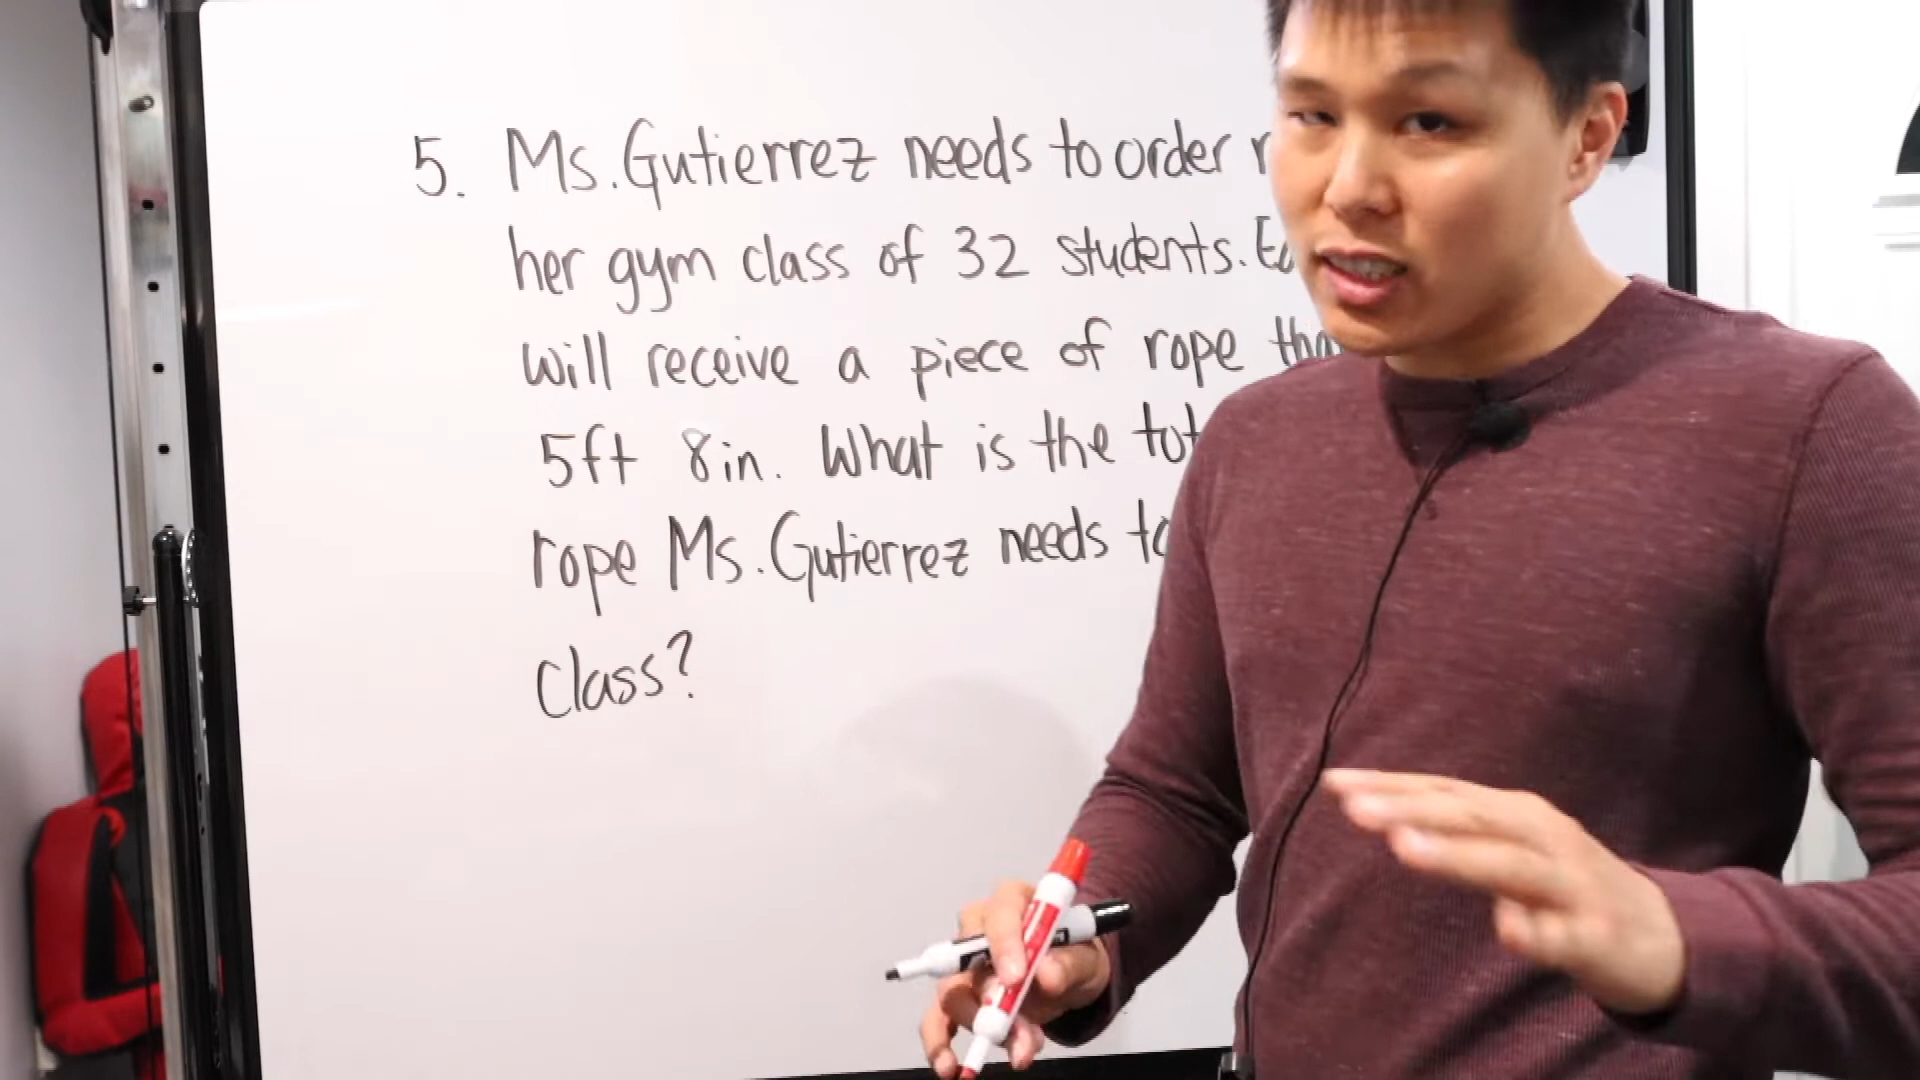 5. Ms. Gutierrez needs to order
her gym class of 32 students.
will receive a piece of rope
5ft 8in. What is the
rope Ms. Gutierrez needs
class?